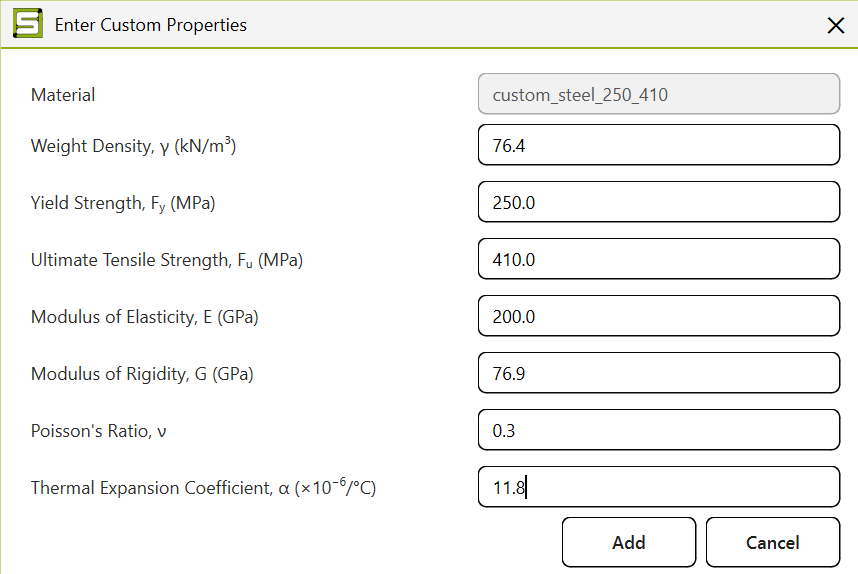 Enter Custom Properties
Material custom_steel_250_410
Weight Density, γ (kN/m³) 76.4
Yield Strength, Fy (MPa) 250.0
Ultimate Tensile Strength, Fu (MPa) 410.0
Modulus of Elasticity, E (GPa) 200.0
Modulus of Rigidity, G (GPa) 76.9
Poisson's Ratio, ν 0.3
Thermal Expansion Coefficient, α (×10⁻⁶/°C) 11.8
Add Cancel